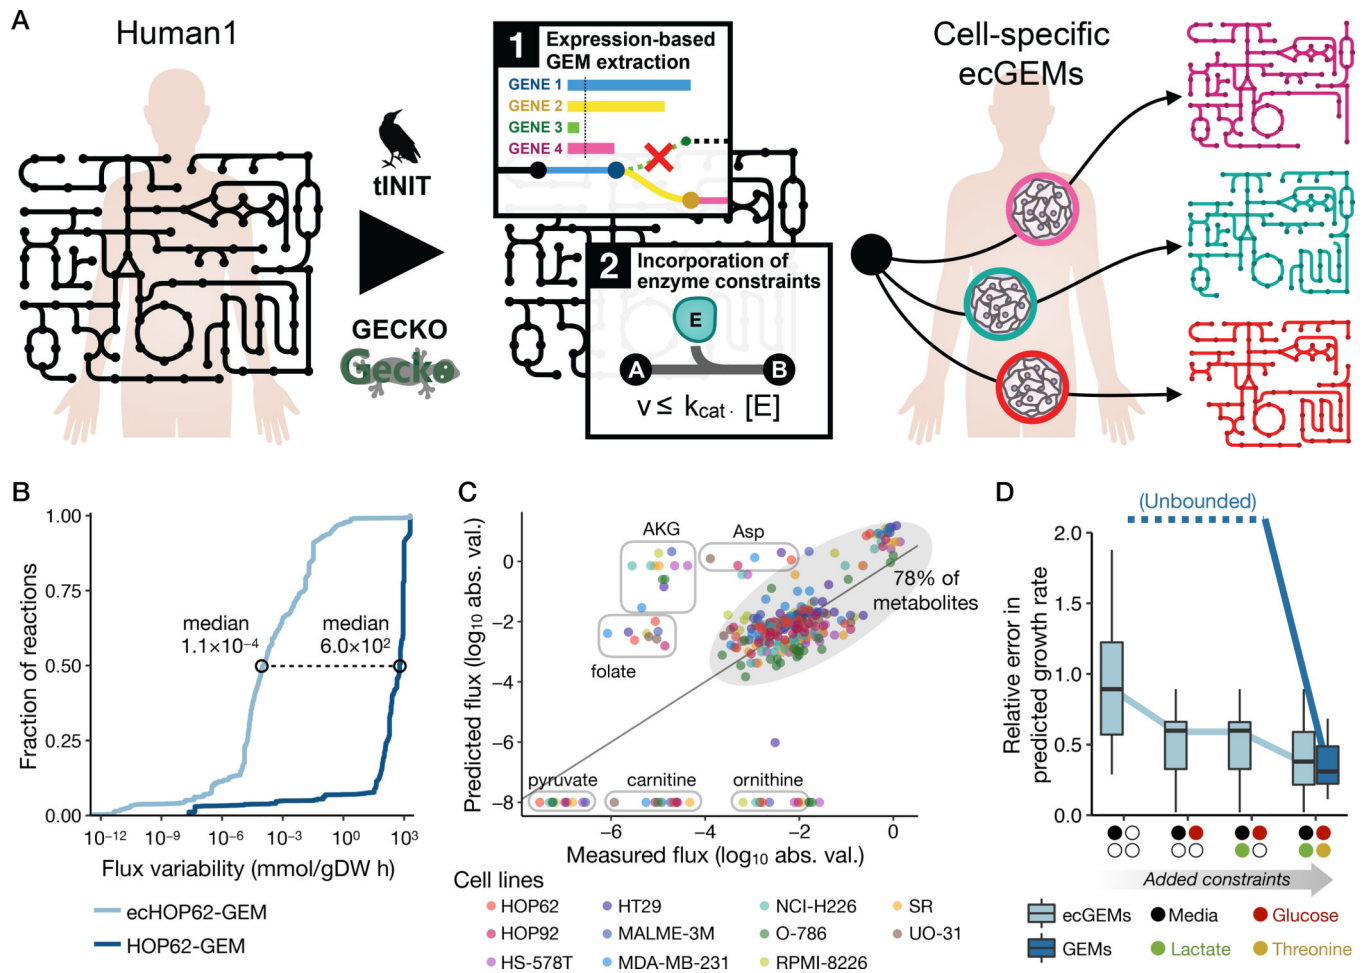 A
Human1
tINIT
GECKO
Gecko
1
Expression-based
GEM extraction
GENE 1
GENE 2
GENE 3
GENE 4
2
Incorporation of
enzyme constraints
E
A
B
v ≤ kcat · [E]
Cell-specific
ecGEMs
B
Fraction of reactions
1.00
0.75
0.50
0.25
0.00
median
1.1×10⁻⁴
median
6.0×10²
10⁻¹²
10⁻⁹
10⁻⁶
10⁻³
10⁰
10³
Flux variability (mmol/gDW h)
ecHOP62-GEM
HOP62-GEM
C
Predicted flux (log₁₀ abs. val.)
0
−2
−4
−6
−8
AKG
Asp
folate
78% of
metabolites
pyruvate
carnitine
ornithine
−6
−4
−2
0
Measured flux (log₁₀ abs. val.)
Cell lines
HOP62
HT29
NCI-H226
SR
HOP92
MALME-3M
O-786
UO-31
HS-578T
MDA-MB-231
RPMI-8226
D
(Unbounded)
Relative error in
predicted growth rate
2.0
1.5
1.0
0.5
0.0
Added constraints
ecGEMs
Media
Glucose
GEMs
Lactate
Threonine